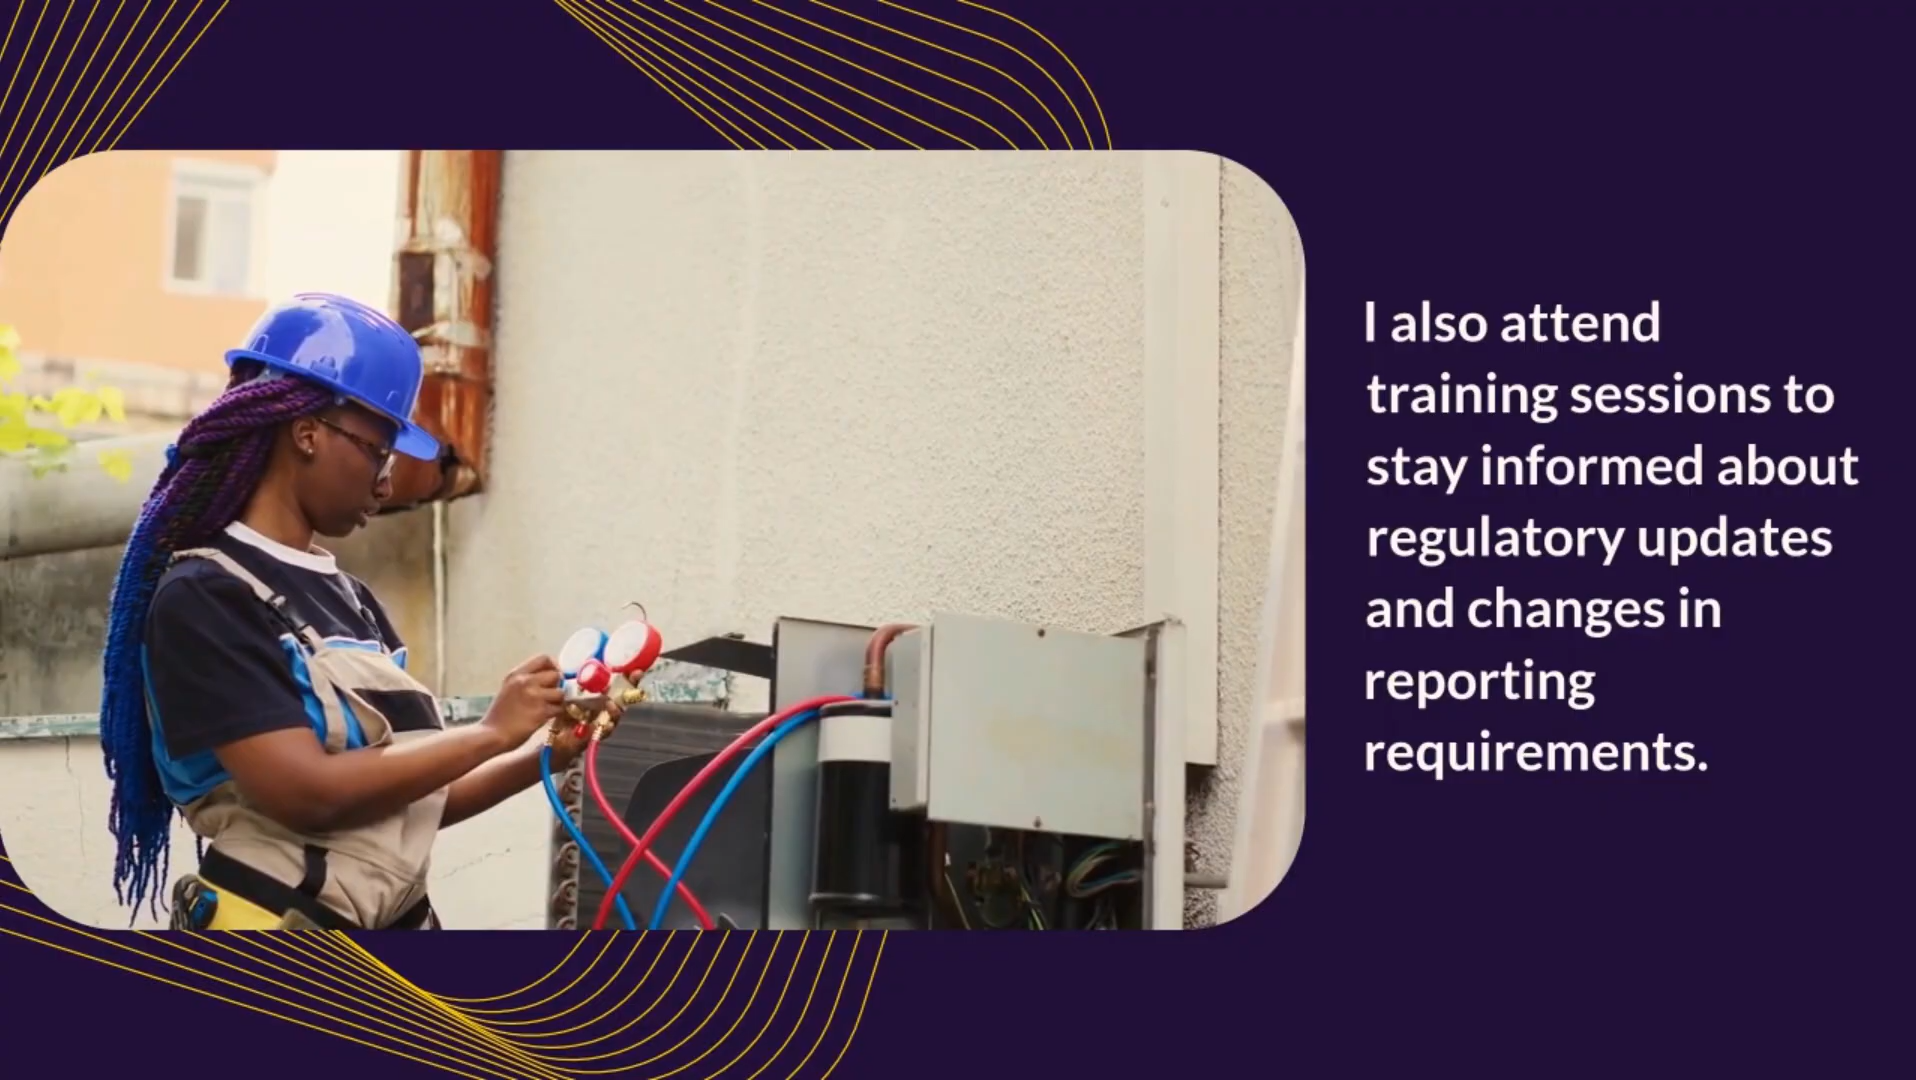 I also attend
training sessions to
stay informed about
regulatory updates
and changes in
reporting
requirements.